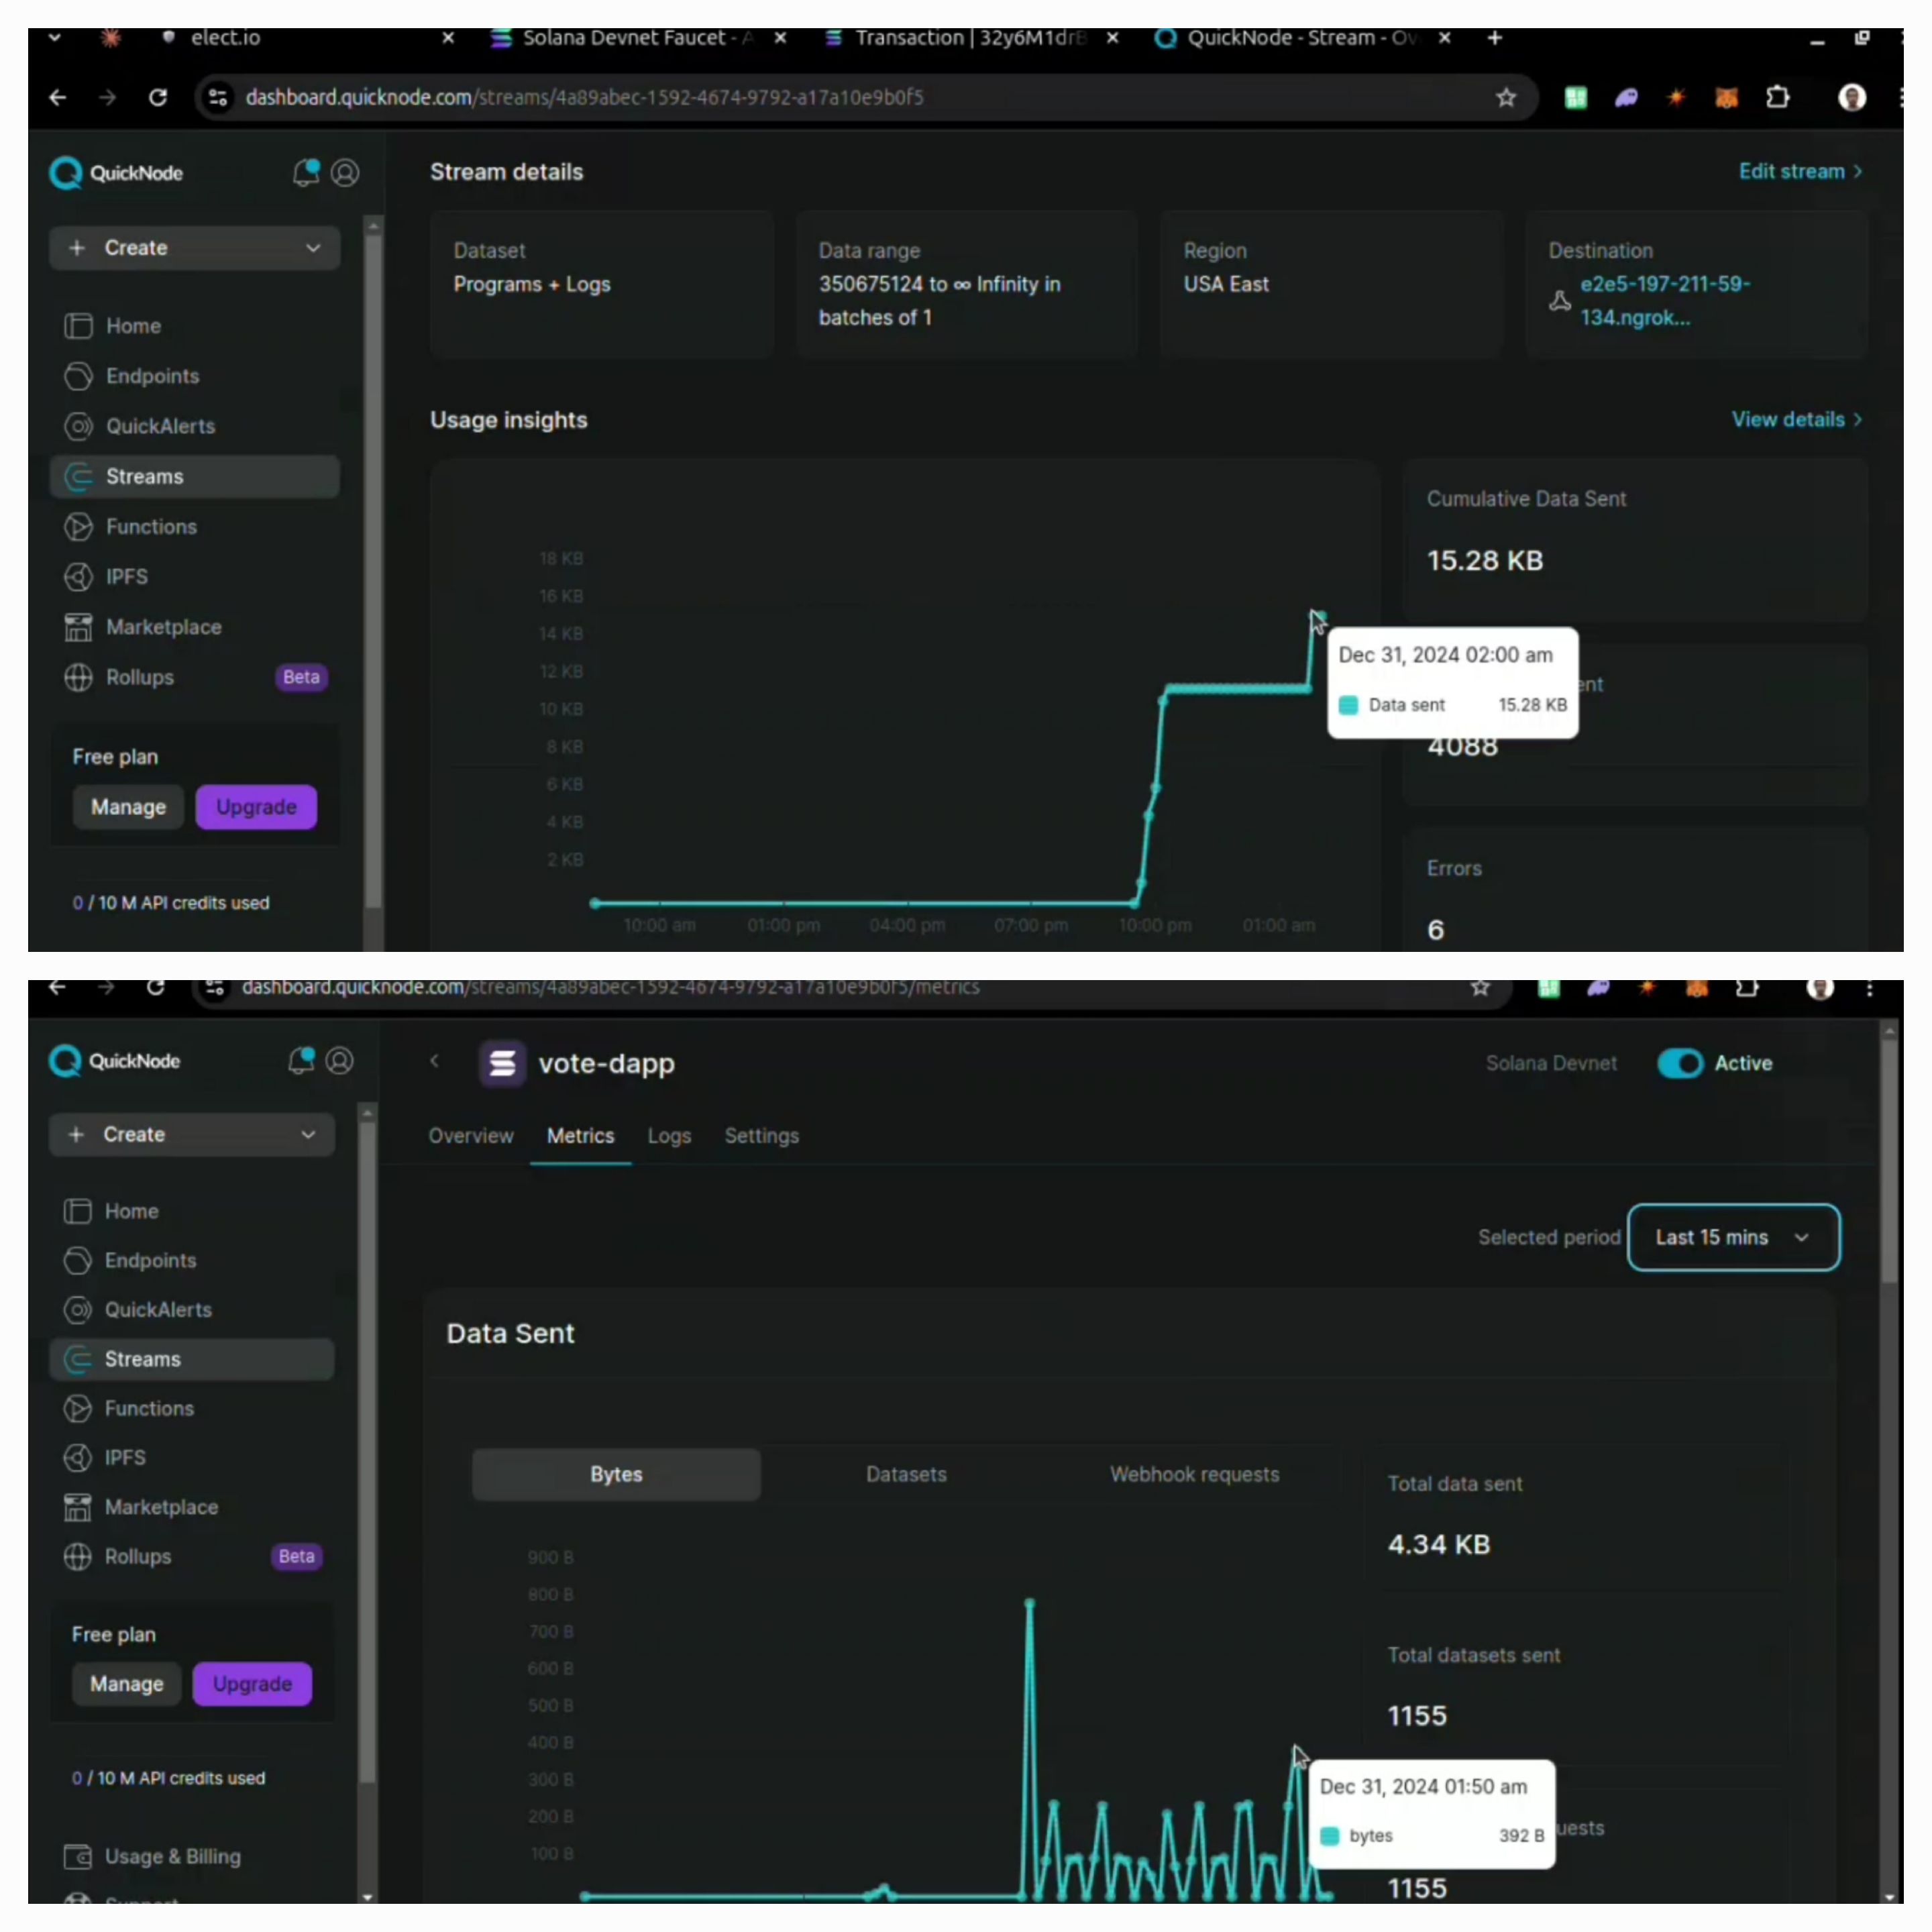 elect.io
Solana Devnet Faucet - A
Transaction | 32y6M1drB
QuickNode - Stream - Ov
dashboard.quicknode.com/streams/4a89abec-1592-4674-9792-a17a10e9b0f5
QuickNode
Create
Home
Endpoints
QuickAlerts
Streams
Functions
IPFS
Marketplace
Rollups Beta
Free plan
Manage Upgrade
0 / 10 M API credits used
Stream details
Edit stream >
Dataset
Programs + Logs
Data range
350675124 to ∞ Infinity in
batches of 1
Region
USA East
Destination
e2e5-197-211-59-
134.ngrok...
Usage insights
View details >
18 KB
16 KB
14 KB
12 KB
10 KB
8 KB
6 KB
4 KB
2 KB
10:00 am 01:00 pm 04:00 pm 07:00 pm 10:00 pm 01:00 am
Dec 31, 2024 02:00 am
Data sent 15.28 KB
Cumulative Data Sent
15.28 KB
ent
4088
Errors
6
dashboard.quicknode.com/streams/4a89abec-1592-4674-9792-a17a10e9b0f5/metrics
QuickNode
Create
Home
Endpoints
QuickAlerts
Streams
Functions
IPFS
Marketplace
Rollups Beta
Free plan
Manage Upgrade
0 / 10 M API credits used
Usage & Billing
vote-dapp
Solana Devnet Active
Overview Metrics Logs Settings
Selected period Last 15 mins
Data Sent
Bytes Datasets Webhook requests
900 B
800 B
700 B
600 B
500 B
400 B
300 B
200 B
100 B
Dec 31, 2024 01:50 am
bytes 392 B
Total data sent
4.34 KB
Total datasets sent
1155
uests
1155